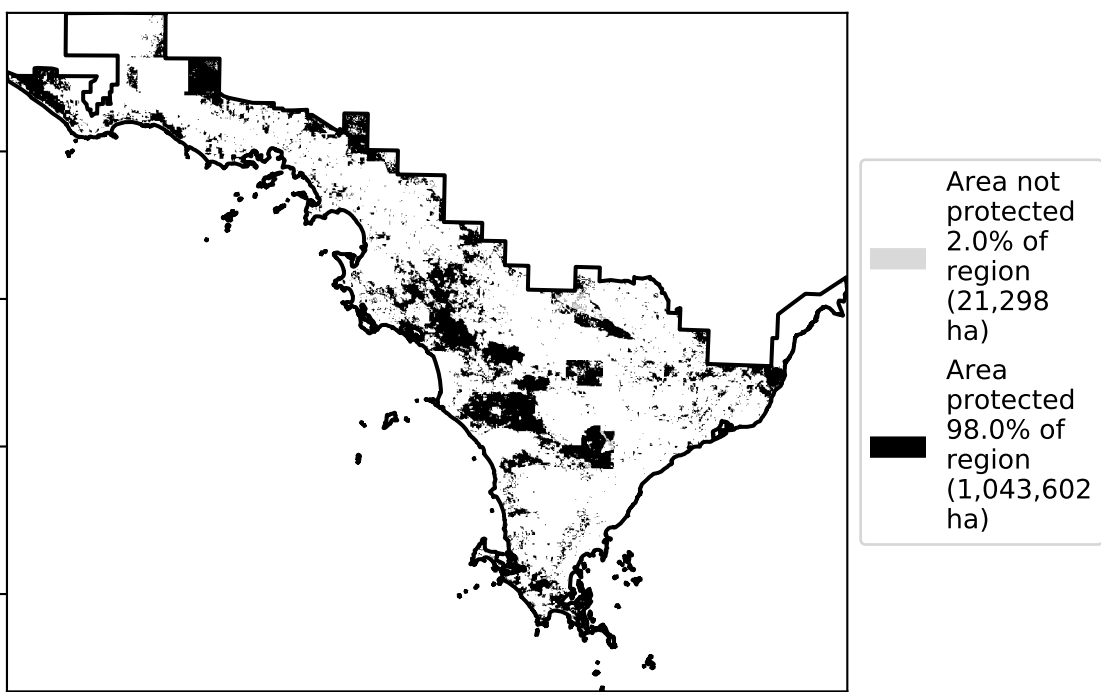 Area not
protected
2.0% of
region
(21,298
ha)
Area
protected
98.0% of
region
(1,043,602
ha)